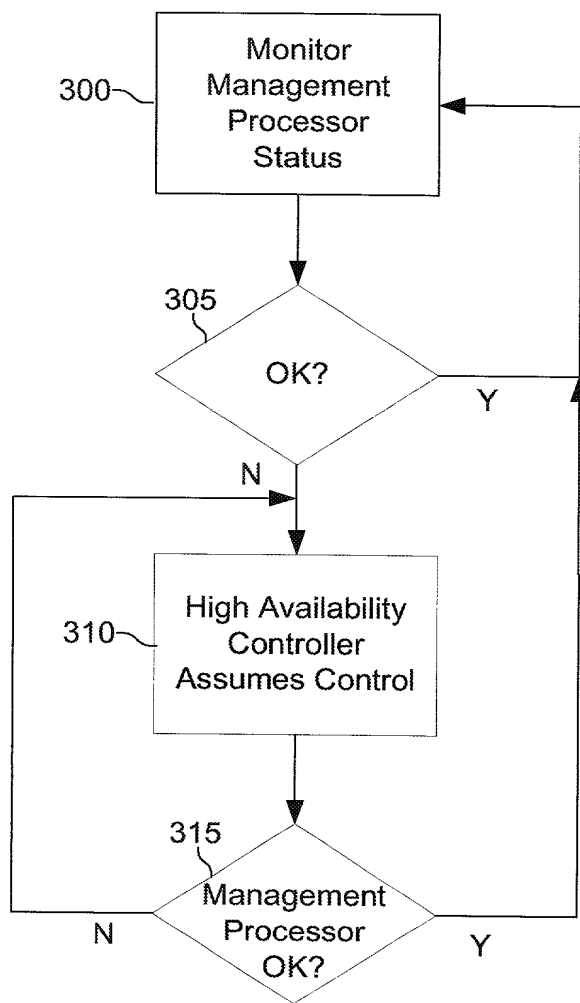 Monitor
Management
Processor
Status
300
305
OK?
Y
N
High Availability
Controller
Assumes Control
310
315
Management
Processor
OK?
N
Y